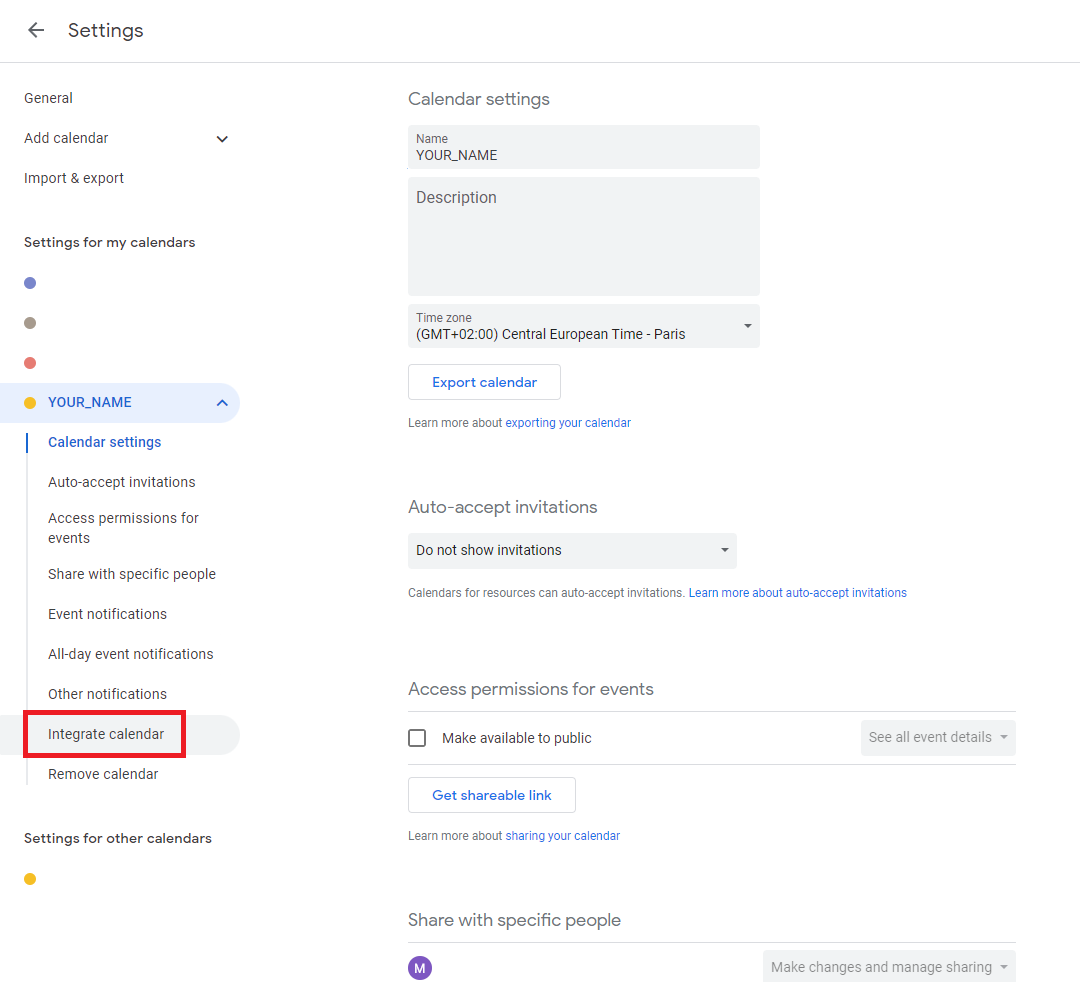 Settings
General
Add calendar
Import & export
Settings for my calendars
YOUR_NAME
Calendar settings
Auto-accept invitations
Access permissions for
events
Share with specific people
Event notifications
All-day event notifications
Other notifications
Integrate calendar
Remove calendar
Settings for other calendars
Calendar settings
Name
YOUR_NAME
Description
Time zone
(GMT+02:00) Central European Time - Paris
Export calendar
Learn more about exporting your calendar
Auto-accept invitations
Do not show invitations
Calendars for resources can auto-accept invitations. Learn more about auto-accept invitations
Access permissions for events
Make available to public
See all event details
Get shareable link
Learn more about sharing your calendar
Share with specific people
M
Make changes and manage sharing